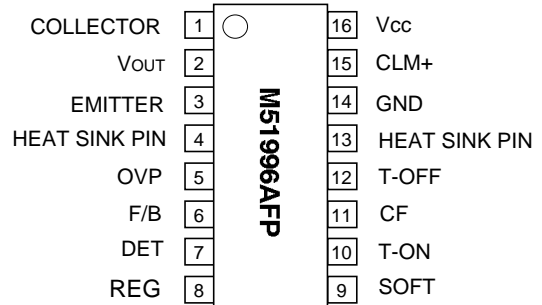 COLLECTOR 1 16 Vcc
VOUT 2 15 CLM+
EMITTER 3 14 GND
HEAT SINK PIN 4 13 HEAT SINK PIN
OVP 5 12 T-OFF
F/B 6 11 CF
DET 7 10 T-ON
REG 8 9 SOFT
M51996AFP